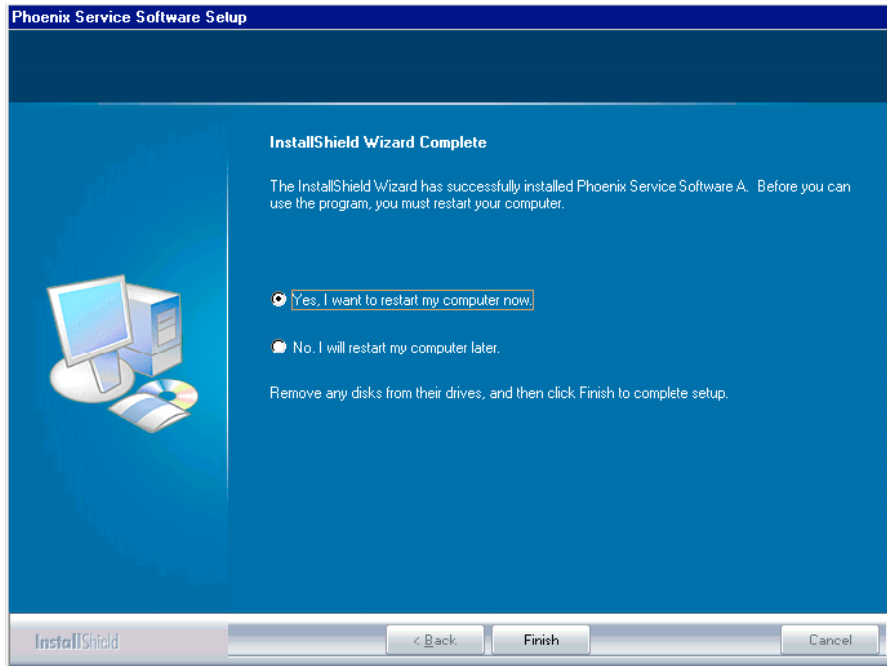 Phoenix Service Software Setup
InstallShield Wizard Complete
The InstallShield Wizard has successfully installed Phoenix Service Software A. Before you can
use the program, you must restart your computer.
Yes, I want to restart my computer now.
No. I will restart my computer later.
Remove any disks from their drives, and then click Finish to complete setup.
InstallShield
< Back
Finish
Cancel